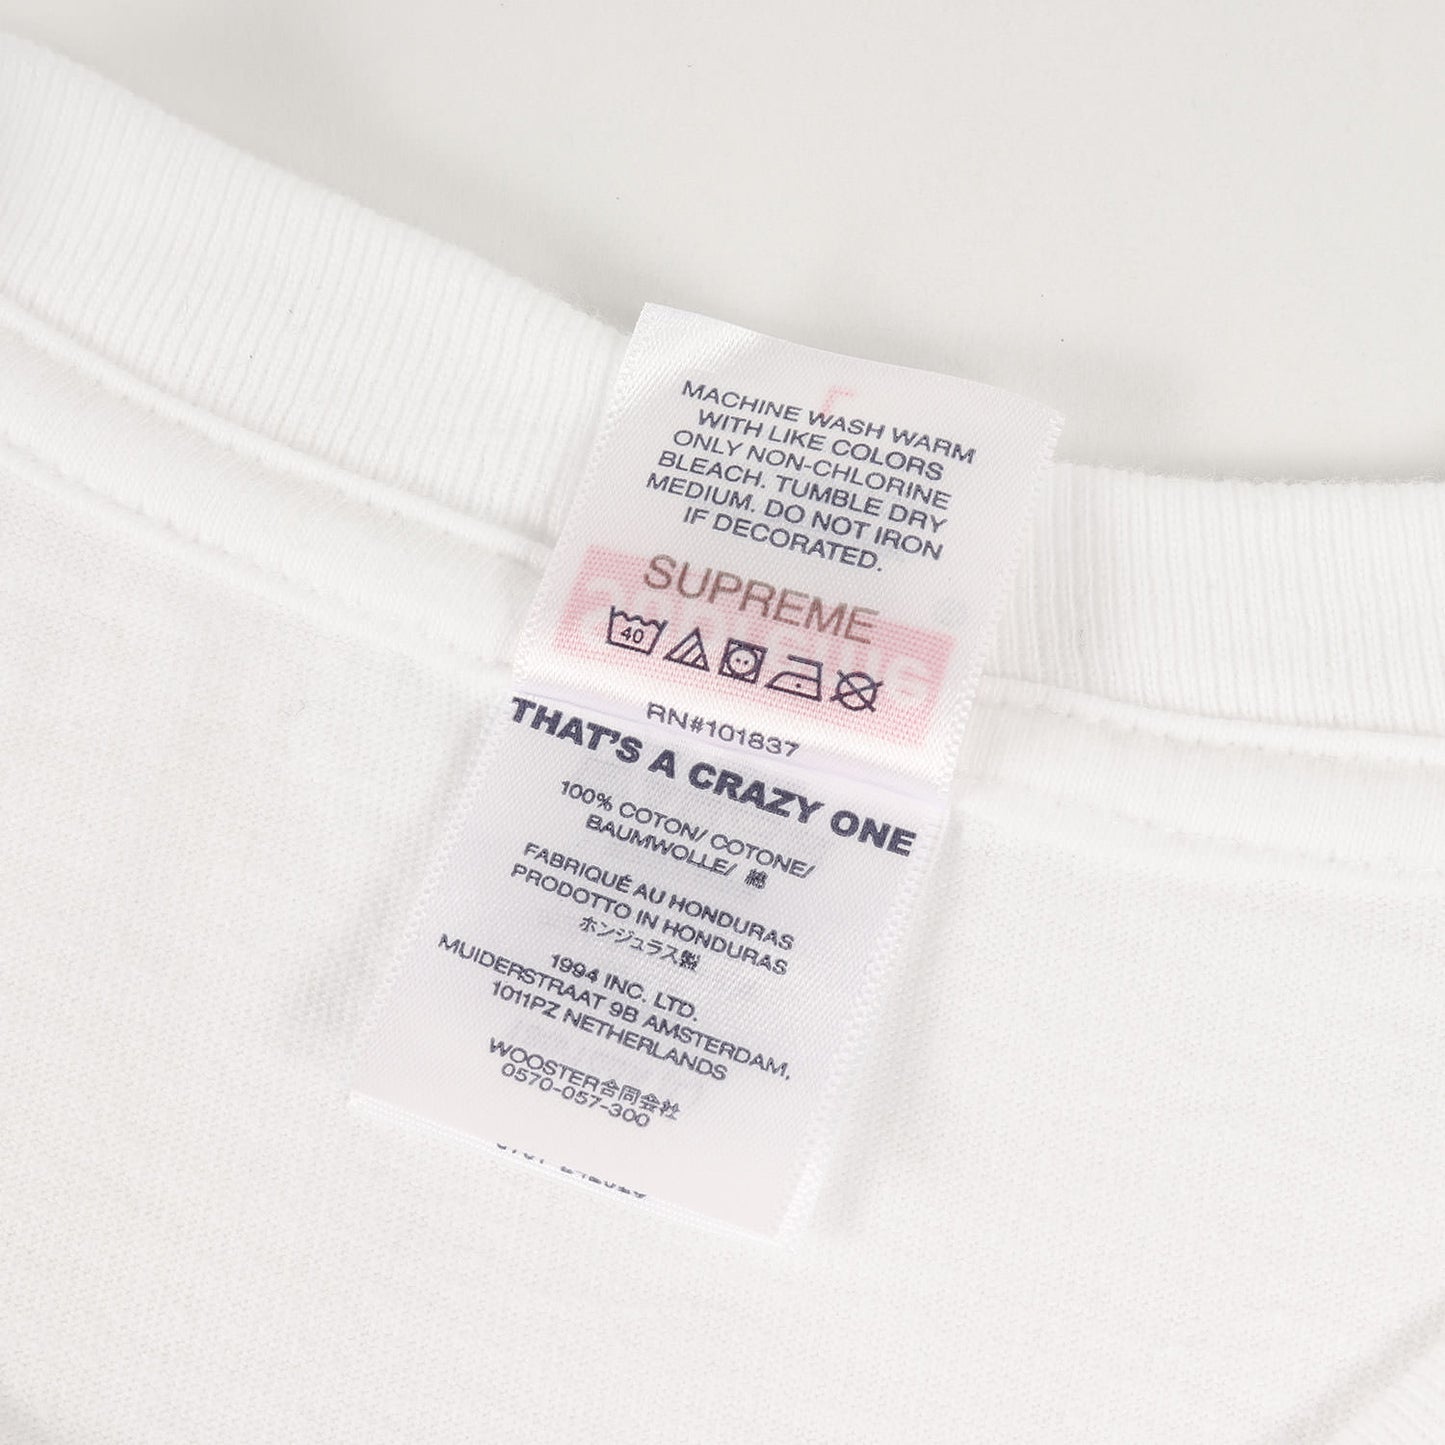 MACHINE WASH WARM
WITH LIKE COLORS
ONLY NON-CHLORINE
BLEACH. TUMBLE DRY
MEDIUM. DO NOT IRON
IF DECORATED.
SUPREME
40
RN#101837
THAT'S A CRAZY ONE
100% COTON/ COTONE/
BAUMWOLLE/ 綿
FABRIQUÉ AU HONDURAS
PRODOTTO IN HONDURAS
ホンジュラス製
1994 INC. LTD.
MUIDERSTRAAT 9B AMSTERDAM,
1011PZ NETHERLANDS
WOOSTER合同会社
0570-057-300